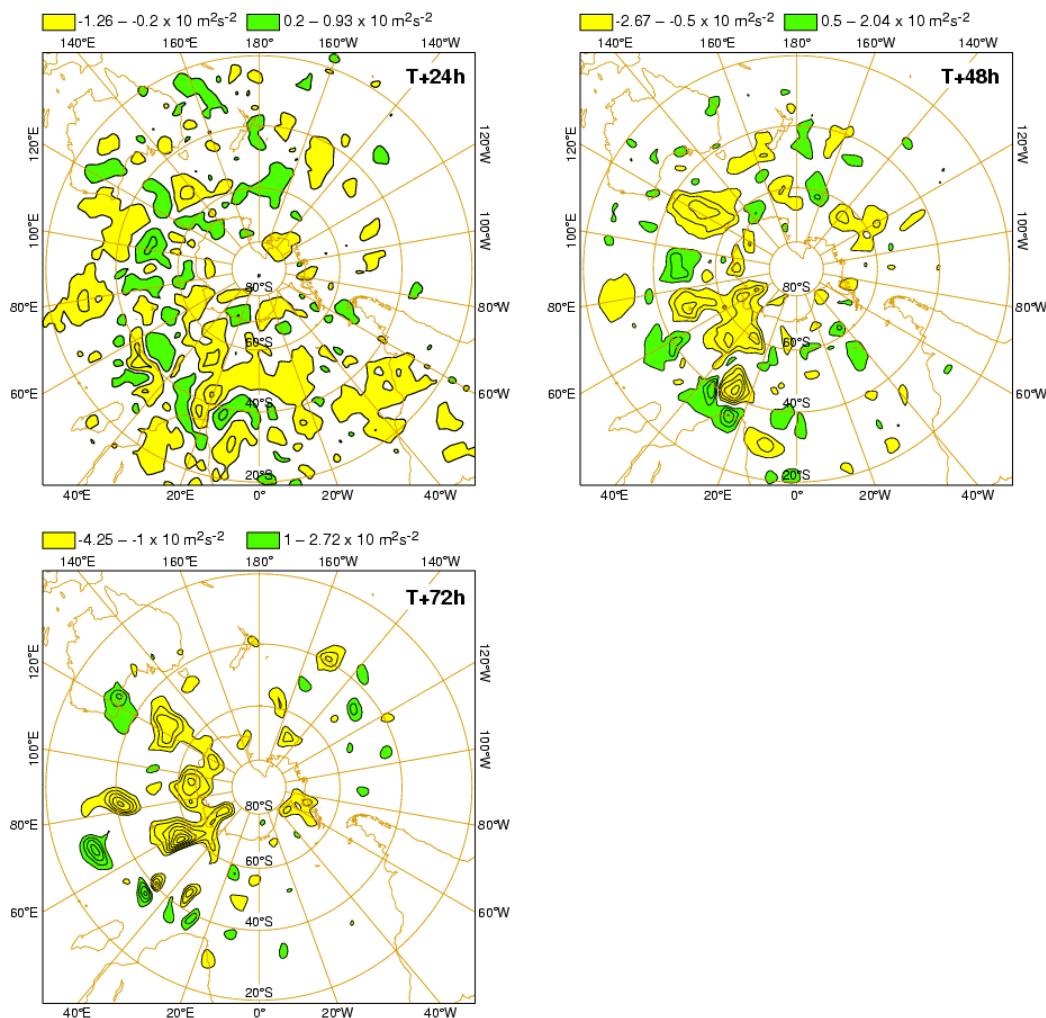 -1.26 – -0.2 x 10 m²s⁻² 0.2 – 0.93 x 10 m²s⁻²
140°E 160°E 180° 160°W 140°W
T+24h
120°E 120°W
100°E 100°W
80°S
80°E 80°W
60°S
60°E 60°W
40°S
20°S
40°E 20°E 0° 20°W 40°W
-2.67 – -0.5 x 10 m²s⁻² 0.5 – 2.04 x 10 m²s⁻²
140°E 160°E 180° 160°W 140°W
T+48h
120°E 120°W
100°E 100°W
80°S
80°E 80°W
60°S
60°E 60°W
40°S
20°S
40°E 20°E 0° 20°W 40°W
-4.25 – -1 x 10 m²s⁻² 1 – 2.72 x 10 m²s⁻²
140°E 160°E 180° 160°W 140°W
T+72h
120°E 120°W
100°E 100°W
80°S
80°E 80°W
60°S
60°E 60°W
40°S
20°S
40°E 20°E 0° 20°W 40°W